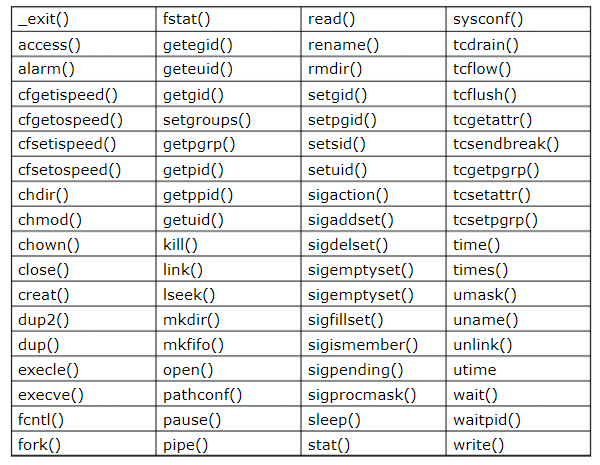 _exit() fstat() read() sysconf()
access() getegid() rename() tcdrain()
alarm() geteuid() rmdir() tcflow()
cfgetispeed() getgid() setgid() tcflush()
cfgetospeed() setgroups() setpgid() tcgetattr()
cfsetispeed() getpgrp() setsid() tcsendbreak()
cfsetospeed() getpid() setuid() tcgetpgrp()
chdir() getppid() sigaction() tcsetattr()
chmod() getuid() sigaddset() tcsetpgrp()
chown() kill() sigdelset() time()
close() link() sigemptyset() times()
creat() lseek() sigemptyset() umask()
dup2() mkdir() sigfillset() uname()
dup() mkfifo() sigismember() unlink()
execle() open() sigpending() utime
execve() pathconf() sigprocmask() wait()
fcntl() pause() sleep() waitpid()
fork() pipe() stat() write()